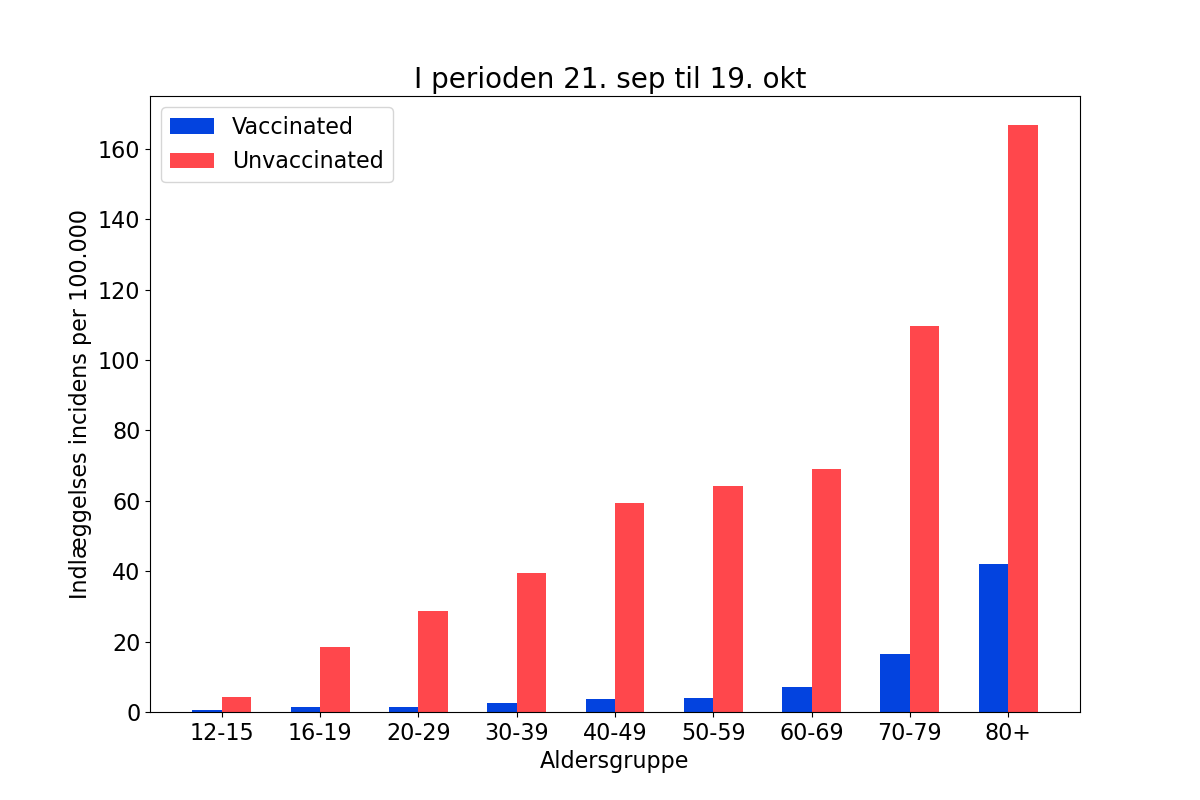 I perioden 21. sep til 19. okt
Vaccinated
Unvaccinated
Indlæggelses incidens per 100.000
160
140
120
100
80
60
40
20
0
12-15 16-19 20-29 30-39 40-49 50-59 60-69 70-79 80+
Aldersgruppe